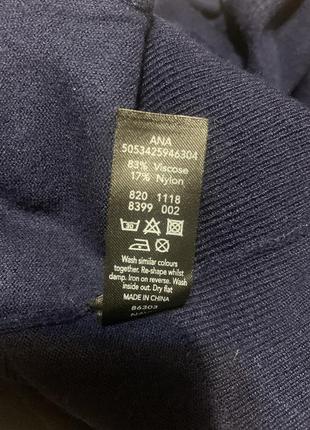 ANA
5053425946304
83% Viscose
17% Nylon
820 1118
8399 002
Wash similar colours
together. Re-shape whilst
damp. Iron on reverse. Wash
inside out. Dry flat
MADE IN CHINA
86303